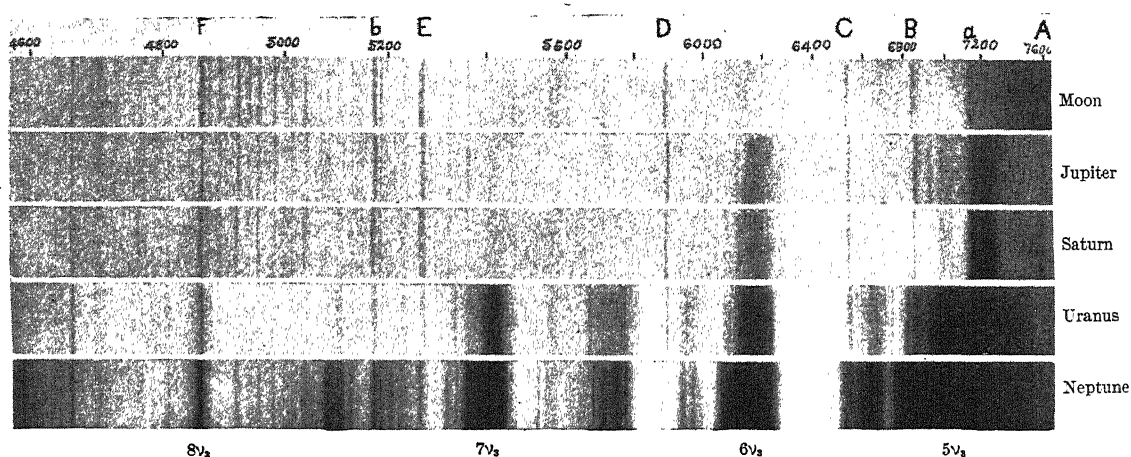 F b E D C B a A
4600 4800 5000 5200 5600 6000 6400 6800 7200 7600
Moon
Jupiter
Saturn
Uranus
Neptune
8ν₃ 7ν₃ 6ν₃ 5ν₃